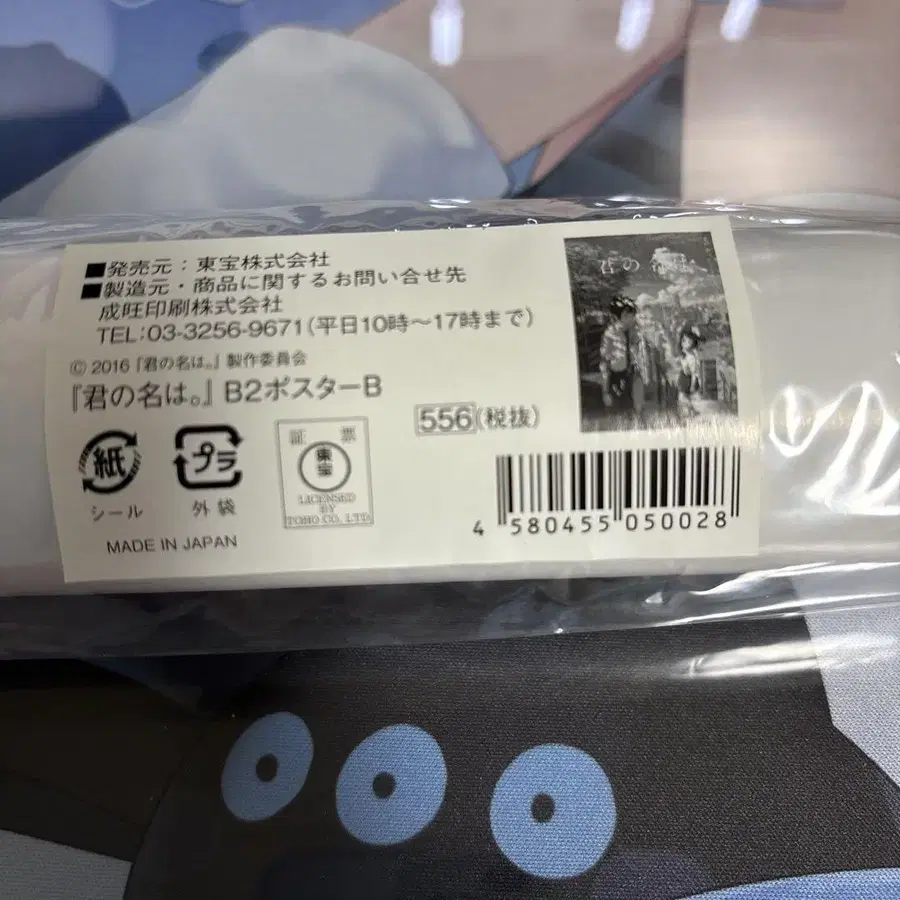 ■発売元：東宝株式会社
■製造元・商品に関するお問い合せ先
成旺印刷株式会社
TEL:03-3256-9671(平日10時〜17時まで)
© 2016『君の名は。』製作委員会
『君の名は。』B2ポスターB
556(税抜)
紙
シール
プラ
外袋
証 票
東宝
LICENSED
BY
TOHO CO., LTD.
MADE IN JAPAN
4 580455 050028
君の名は。